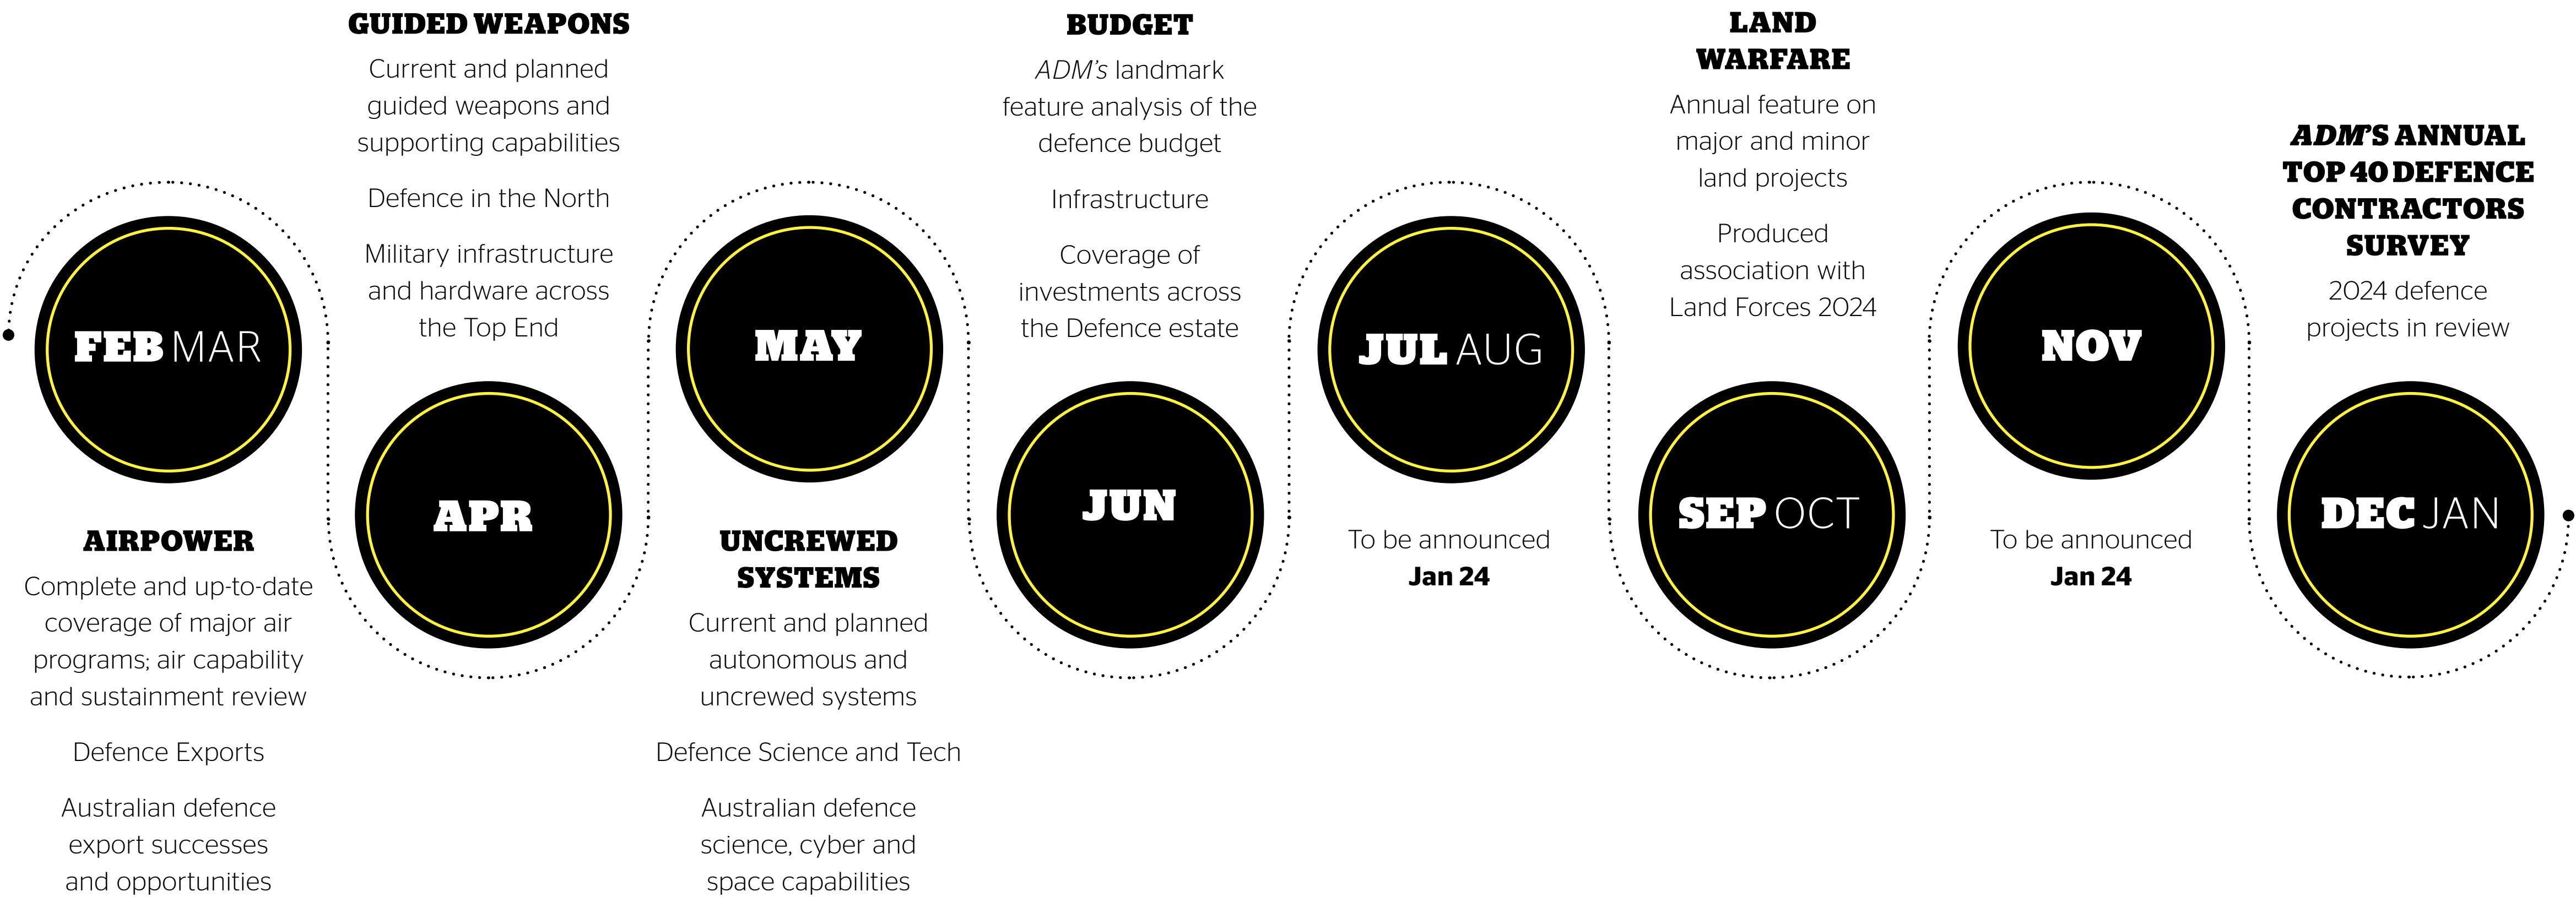 FEB MAR
AIRPOWER
Complete and up-to-date
coverage of major air
programs; air capability
and sustainment review
Defence Exports
Australian defence
export successes
and opportunities
GUIDED WEAPONS
Current and planned
guided weapons and
supporting capabilities
Defence in the North
Military infrastructure
and hardware across
the Top End
APR
MAY
UNCREWED
SYSTEMS
Current and planned
autonomous and
uncrewed systems
Defence Science and Tech
Australian defence
science, cyber and
space capabilities
BUDGET
ADM's landmark
feature analysis of the
defence budget
Infrastructure
Coverage of
investments across
the Defence estate
JUN
JUL AUG
To be announced
Jan 24
LAND
WARFARE
Annual feature on
major and minor
land projects
Produced
association with
Land Forces 2024
SEP OCT
NOV
To be announced
Jan 24
ADM'S ANNUAL
TOP 40 DEFENCE
CONTRACTORS
SURVEY
2024 defence
projects in review
DEC JAN